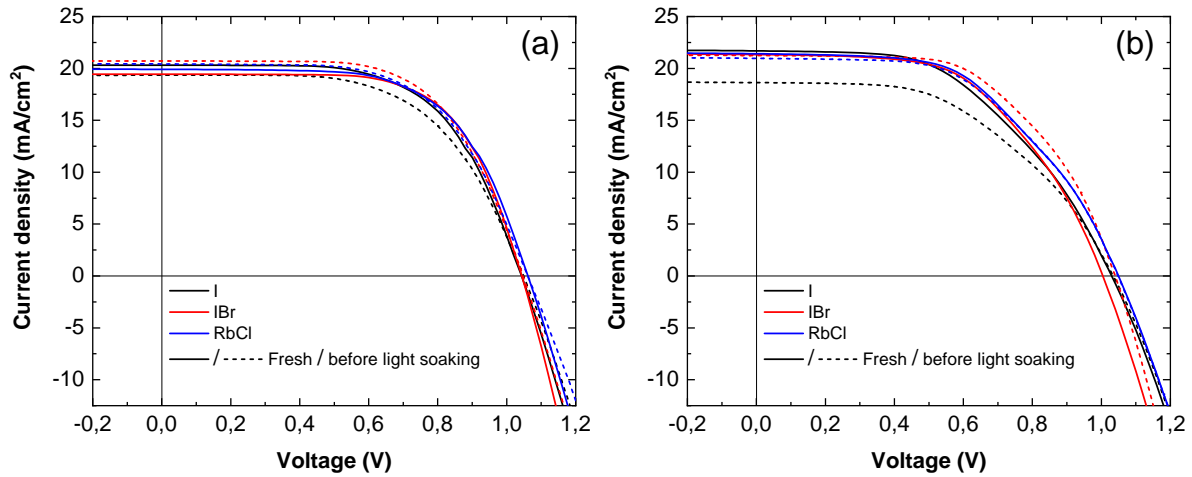 (a)
25
20
15
10
5
0
-5
-10
-0,2 0,0 0,2 0,4 0,6 0,8 1,0 1,2
Current density (mA/cm²)
Voltage (V)
I
IBr
RbCl
/ Fresh / before light soaking
(b)
25
20
15
10
5
0
-5
-10
-0,2 0,0 0,2 0,4 0,6 0,8 1,0 1,2
Current density (mA/cm²)
Voltage (V)
I
IBr
RbCl
/ Fresh / before light soaking